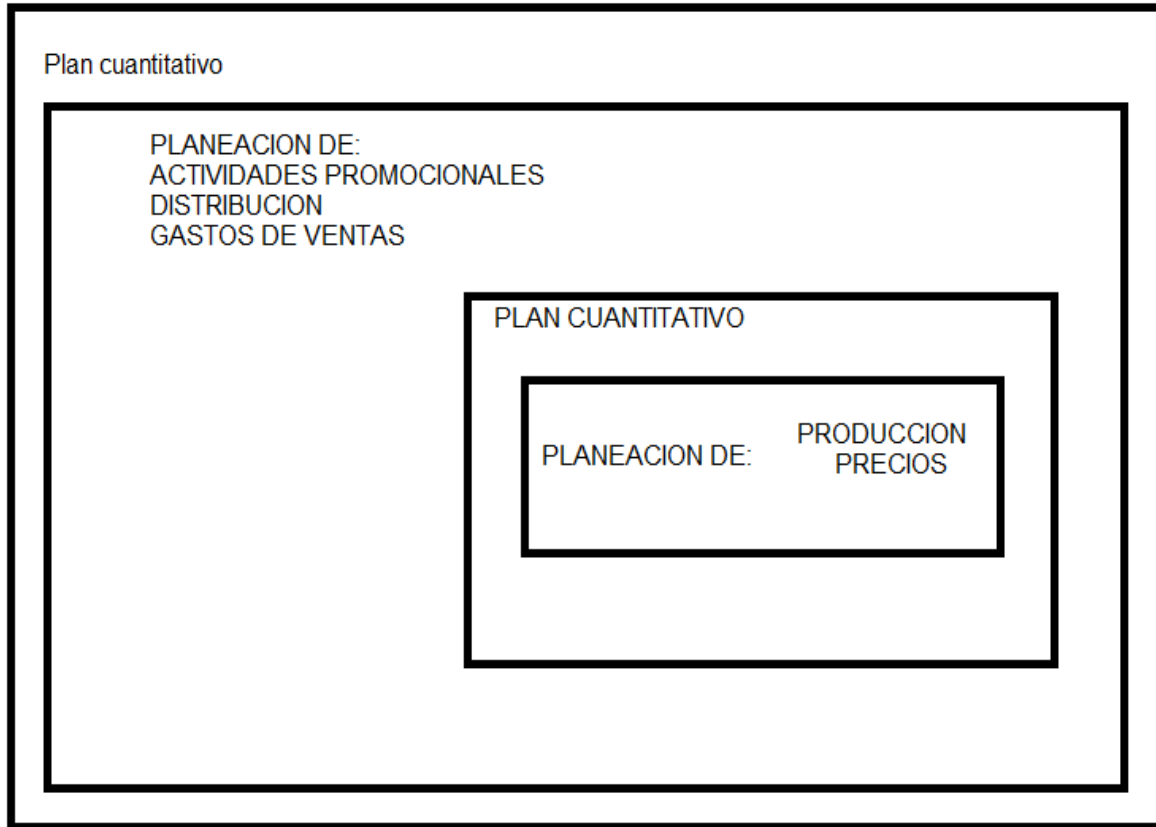 Plan cuantitativo
PLANEACION DE:
ACTIVIDADES PROMOCIONALES
DISTRIBUCION
GASTOS DE VENTAS
PLAN CUANTITATIVO
PLANEACION DE:
PRODUCCION
PRECIOS